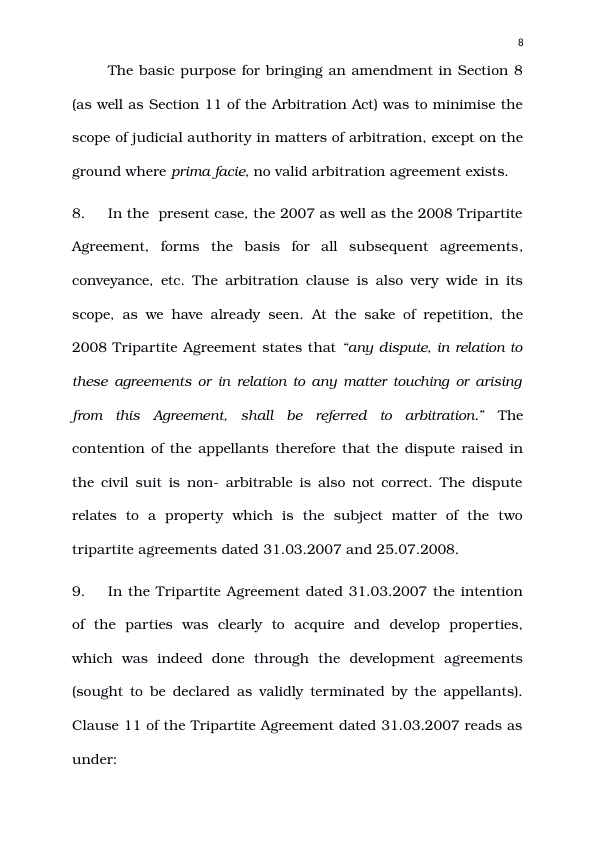 8
The basic purpose for bringing an amendment in Section 8
(as well as Section 11 of the Arbitration Act) was to minimise the
scope of judicial authority in matters of arbitration, except on the
ground where prima facie, no valid arbitration agreement exists.
8. In the present case, the 2007 as well as the 2008 Tripartite
Agreement, forms the basis for all subsequent agreements,
conveyance, etc. The arbitration clause is also very wide in its
scope, as we have already seen. At the sake of repetition, the
2008 Tripartite Agreement states that “any dispute, in relation to
these agreements or in relation to any matter touching or arising
from this Agreement, shall be referred to arbitration.” The
contention of the appellants therefore that the dispute raised in
the civil suit is non- arbitrable is also not correct. The dispute
relates to a property which is the subject matter of the two
tripartite agreements dated 31.03.2007 and 25.07.2008.
9. In the Tripartite Agreement dated 31.03.2007 the intention
of the parties was clearly to acquire and develop properties,
which was indeed done through the development agreements
(sought to be declared as validly terminated by the appellants).
Clause 11 of the Tripartite Agreement dated 31.03.2007 reads as
under: